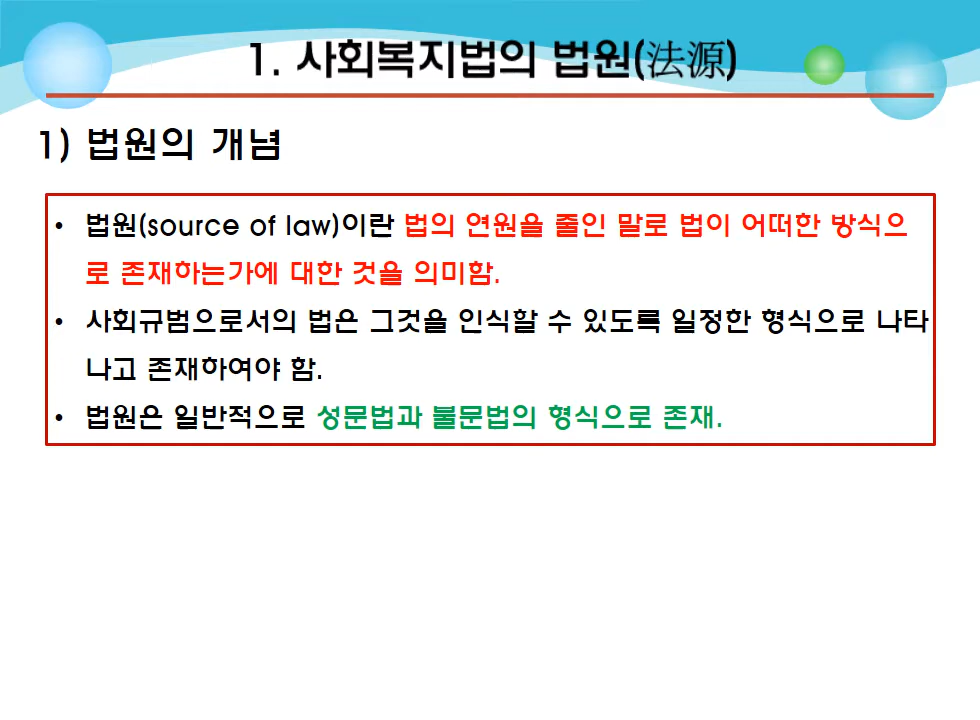 1. 사회복지법의 법원(法源)
1) 법원의 개념
• 법원(source of law)이란 법의 연원을 줄인 말로 법이 어떠한 방식으
로 존재하는가에 대한 것을 의미함.
• 사회규범으로서의 법은 그것을 인식할 수 있도록 일정한 형식으로 나타
나고 존재하여야 함.
• 법원은 일반적으로 성문법과 불문법의 형식으로 존재.